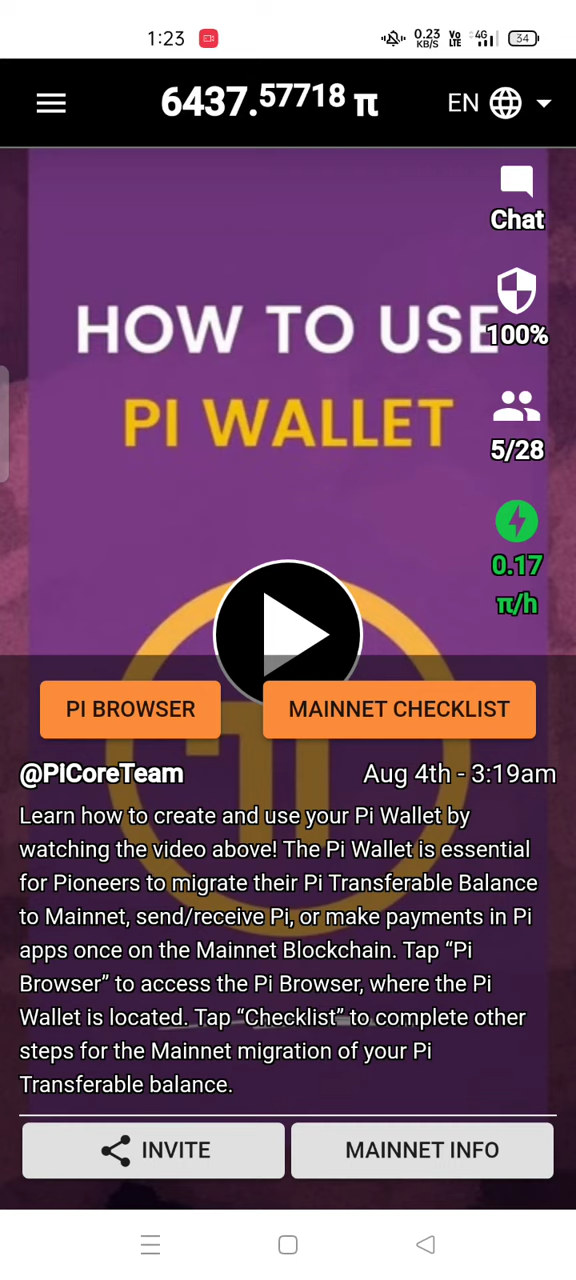 1:23 0.23 KB/S Vo LTE 4G 34
6437.57718 π EN
Chat
HOW TO USE
100%
PI WALLET
5/28
0.17
π/h
PI BROWSER MAINNET CHECKLIST
@PiCoreTeam Aug 4th - 3:19am
Learn how to create and use your Pi Wallet by
watching the video above! The Pi Wallet is essential
for Pioneers to migrate their Pi Transferable Balance
to Mainnet, send/receive Pi, or make payments in Pi
apps once on the Mainnet Blockchain. Tap “Pi
Browser” to access the Pi Browser, where the Pi
Wallet is located. Tap “Checklist” to complete other
steps for the Mainnet migration of your Pi
Transferable balance.
INVITE MAINNET INFO